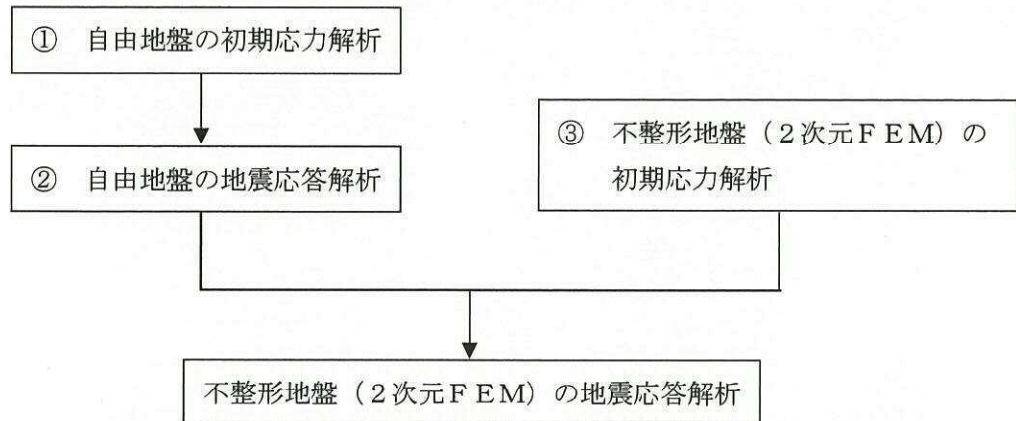 ① 自由地盤の初期応力解析
② 自由地盤の地震応答解析
③ 不整形地盤（２次元ＦＥＭ）の
初期応力解析
不整形地盤（２次元ＦＥＭ）の地震応答解析